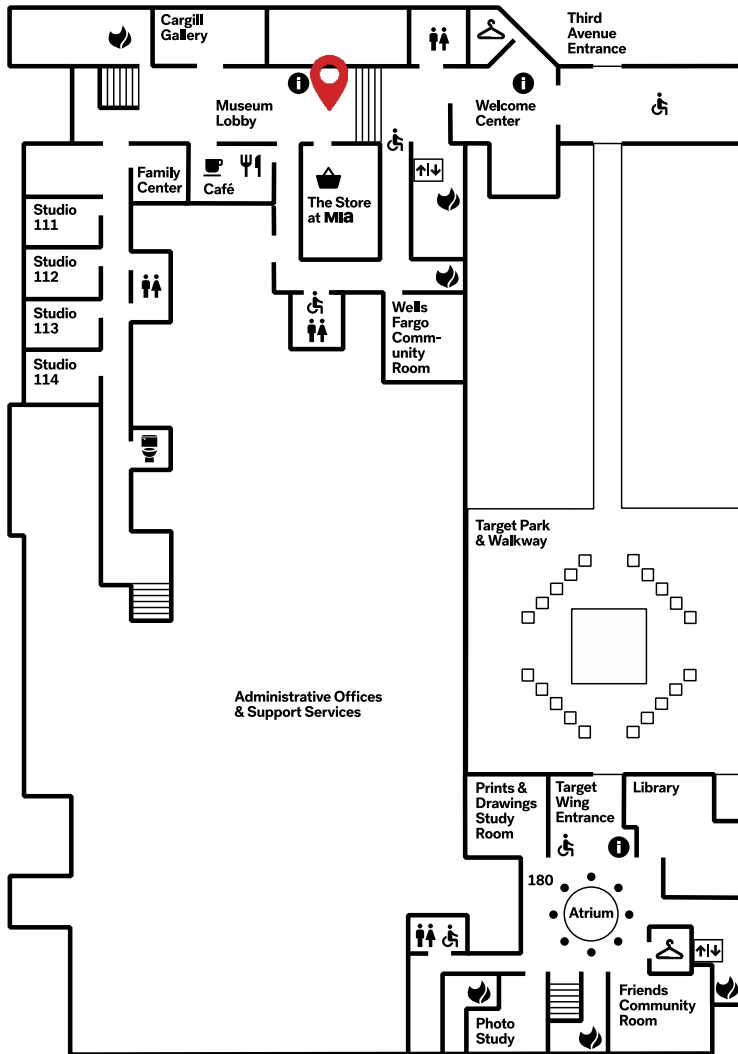 Cargill
Gallery
Third
Avenue
Entrance
i
i
Museum
Lobby
Welcome
Center
Family
Center
Café
The Store
at Mia
Studio
111
Studio
112
Studio
113
Studio
114
Wells
Fargo
Comm-
unity
Room
Target Park
& Walkway
Administrative Offices
& Support Services
Prints &
Drawings
Study
Room
Target
Wing
Entrance
Library
i
180
Atrium
Friends
Community
Room
Photo
Study